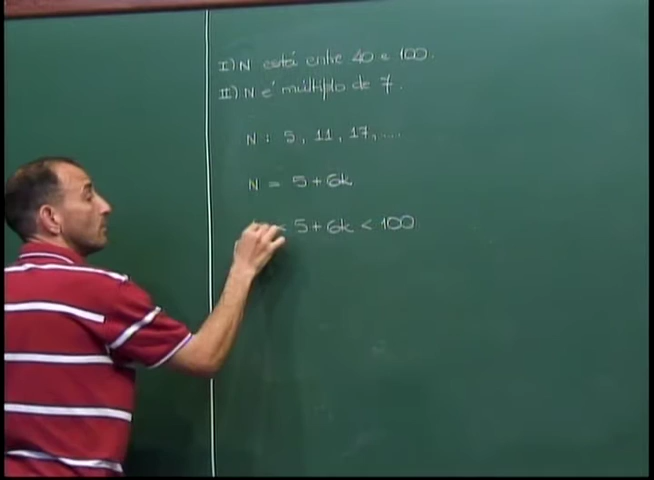 I) N está entre 40 e 100.
II) N é múltiplo de 7.
N : 5, 11, 17, ...
N = 5 + 6k
< 5 + 6k < 100